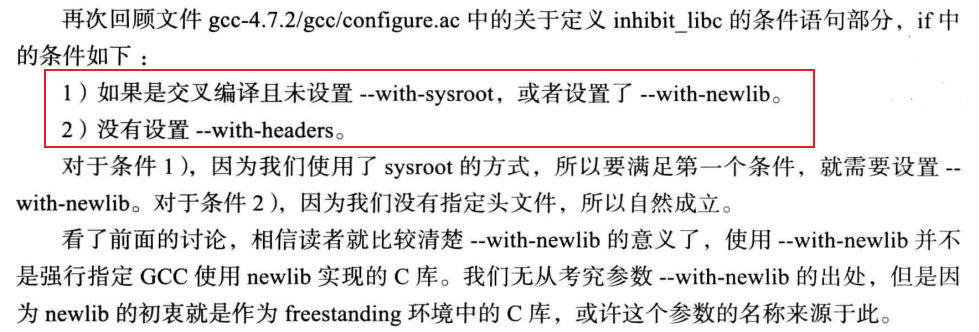 再次回顾文件 gcc-4.7.2/gcc/configure.ac 中的关于定义 inhibit_libc 的条件语句部分，if 中
的条件如下：
1）如果是交叉编译且未设置 --with-sysroot，或者设置了 --with-newlib。
2）没有设置 --with-headers。
对于条件 1），因为我们使用了 sysroot 的方式，所以要满足第一个条件，就需要设置 --
with-newlib。对于条件 2），因为我们没有指定头文件，所以自然成立。
看了前面的讨论，相信读者就比较清楚 --with-newlib 的意义了，使用 --with-newlib 并不
是强行指定 GCC 使用 newlib 实现的 C 库。我们无从考究参数 --with-newlib 的出处，但是因
为 newlib 的初衷就是作为 freestanding 环境中的 C 库，或许这个参数的名称来源于此。